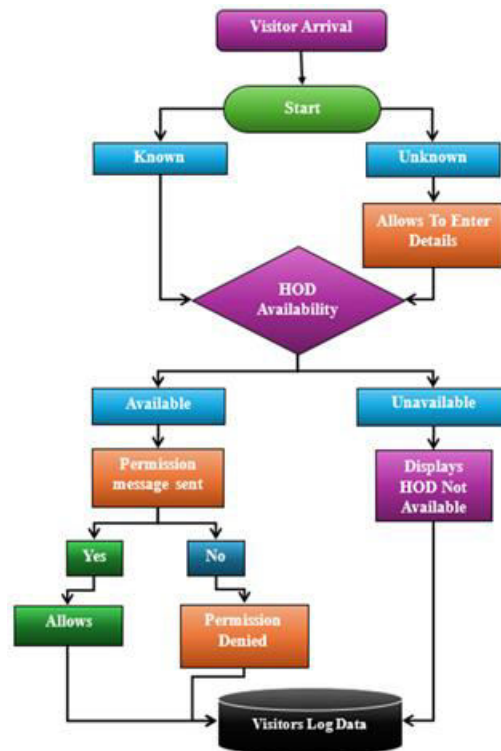 Visitor Arrival
Start
Known
Unknown
Allows To Enter
Details
HOD
Availability
Available
Unavailable
Permission
message sent
Displays
HOD Not
Available
Yes
No
Allows
Permission
Denied
Visitors Log Data